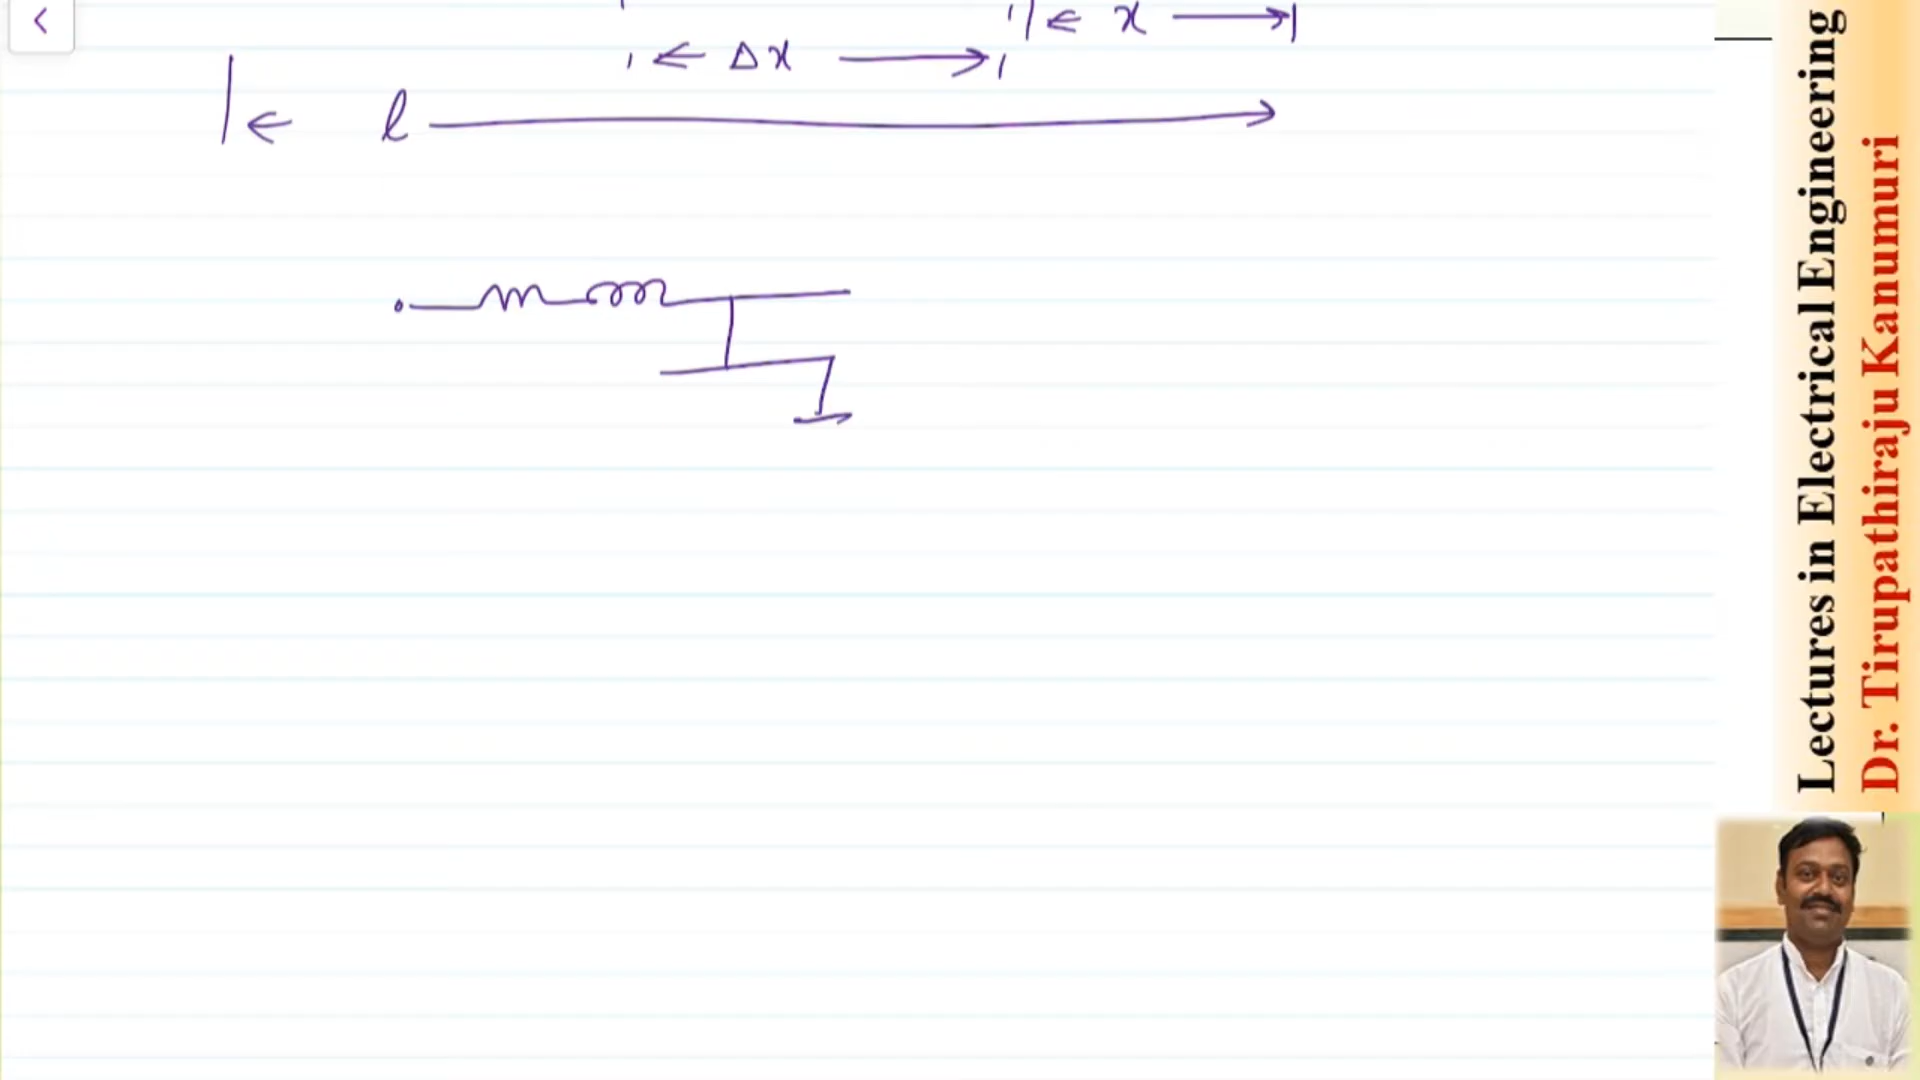 x
Δx
l
Lectures in Electrical Engineering
Dr. Tirupathiraju Kanumuri